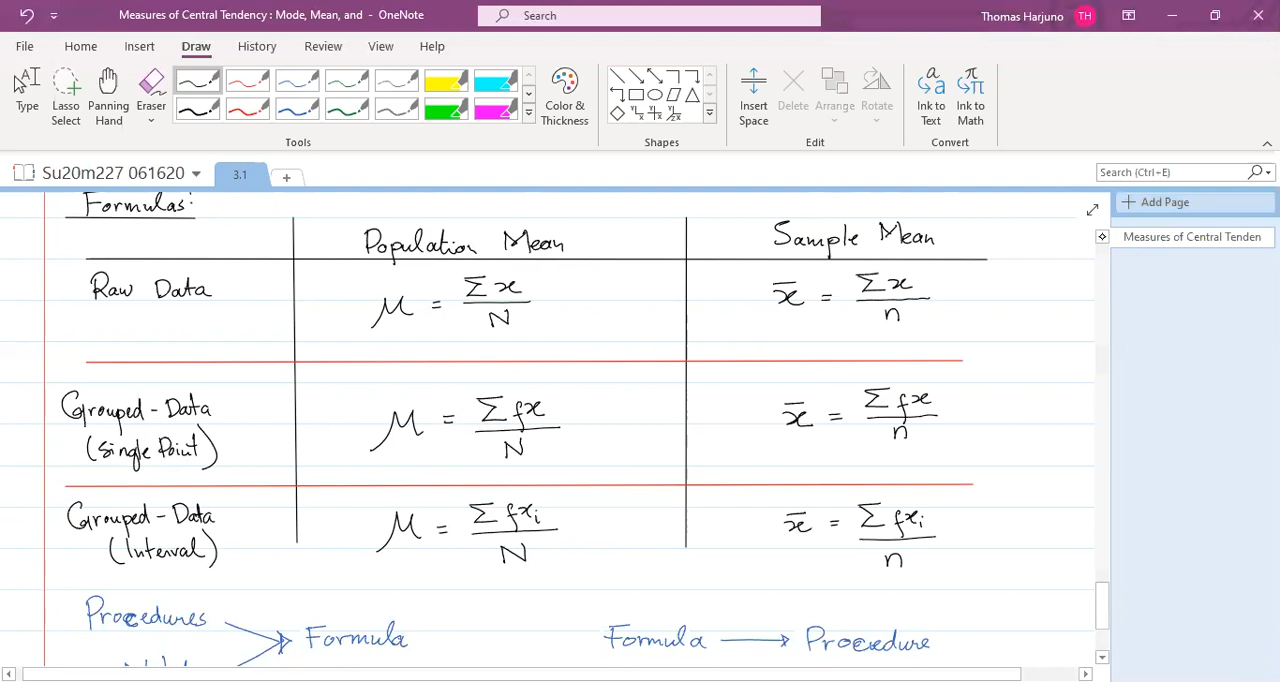 Measures of Central Tendency : Mode, Mean, and - OneNote
Search
Thomas Harjuno
TH
File Home Insert Draw History Review View Help
Type
Lasso Select
Panning Hand
Eraser
Color & Thickness
Insert Space
Delete
Arrange
Rotate
Ink to Text
Ink to Math
Tools
Shapes
Edit
Convert
Su20m227 061620
3.1
Search (Ctrl+E)
Add Page
Measures of Central Tenden
Formulas:
Population Mean Sample Mean
Raw Data μ = Σx / N x̄ = Σx / n
Grouped-Data (Single Point) μ = Σfx / N x̄ = Σfx / n
Grouped-Data (Interval) μ = Σfxᵢ / N x̄ = Σfxᵢ / n
Procedures → Formula Formula → Procedure